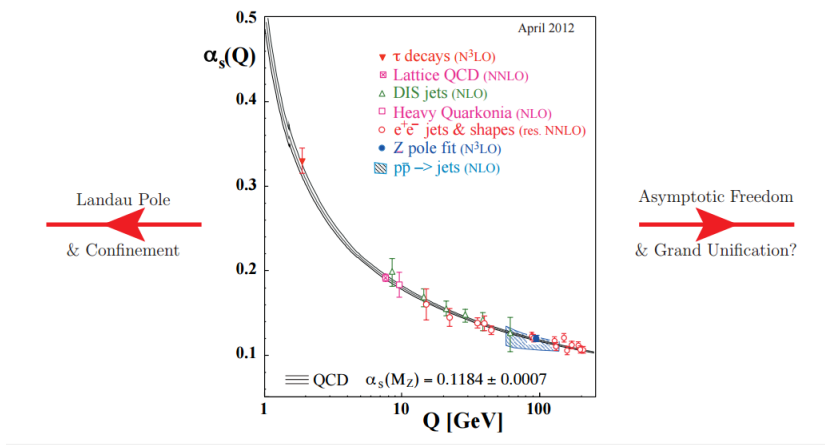 April 2012
0.5
αs(Q)
τ decays (N³LO)
Lattice QCD (NNLO)
DIS jets (NLO)
Heavy Quarkonia (NLO)
e⁺e⁻ jets & shapes (res. NNLO)
Z pole fit (N³LO)
pp̄ –> jets (NLO)
0.4
0.3
0.2
0.1
Landau Pole
& Confinement
Asymptotic Freedom
& Grand Unification?
QCD αs(MZ) = 0.1184 ± 0.0007
1 10 100
Q [GeV]